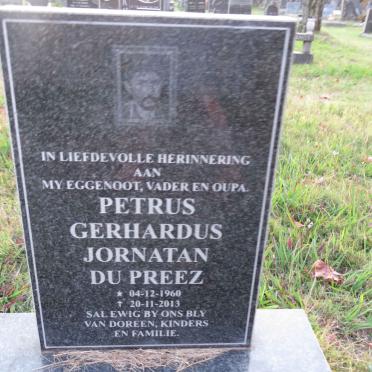 IN LIEFDEVOLLE HERINNERING
AAN
MY EGGENOOT, VADER EN OUPA.
PETRUS
GERHARDUS
JORNATAN
DU PREEZ
★ 04-12-1960
† 20-11-2013
SAL EWIG BY ONS BLY
VAN DOREEN, KINDERS
EN FAMILIE.